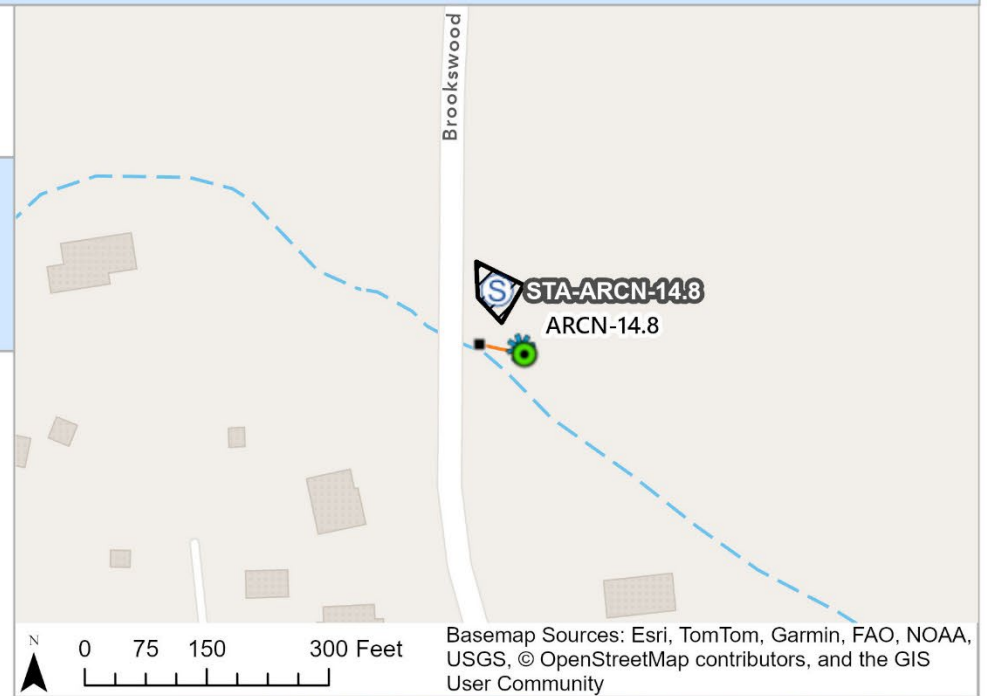 Brookswood
S
STA-ARCN-14.8
ARCN-14.8
N
0 75 150 300 Feet
Basemap Sources: Esri, TomTom, Garmin, FAO, NOAA,
USGS, © OpenStreetMap contributors, and the GIS
User Community